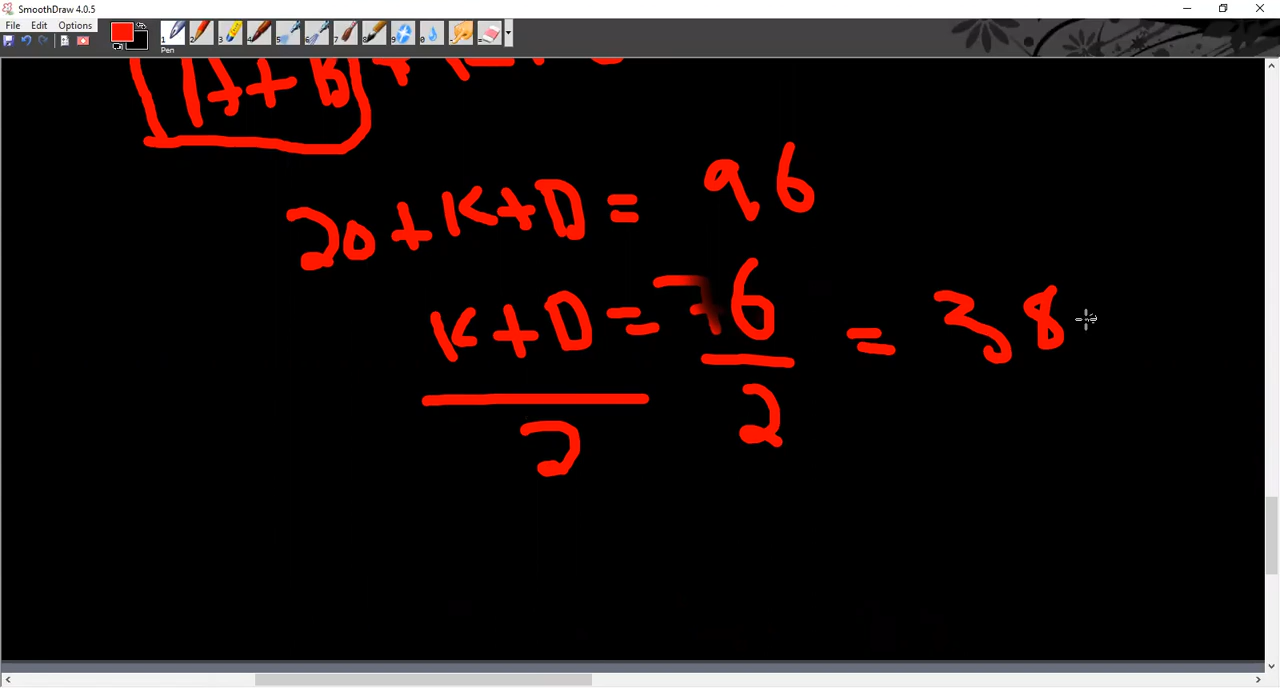 SmoothDraw 4.0.5
File Edit Options
Pen
A+B
20+K+D= 96
K+D=76 = 38
2 2